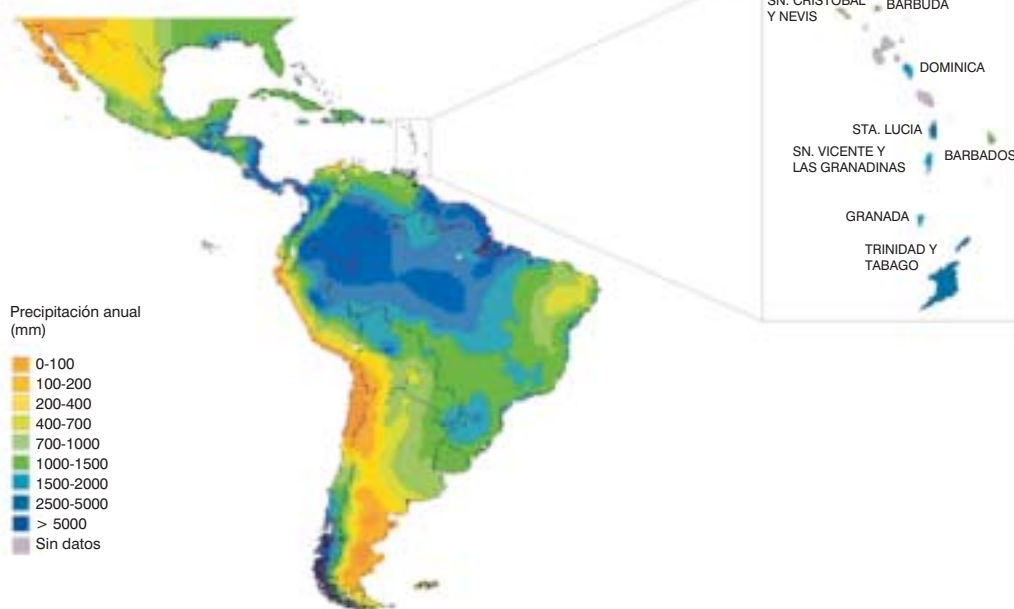 SN. CRISTOBAL
Y NEVIS
BARBUDA
DOMINICA
STA. LUCIA
SN. VICENTE Y
LAS GRANADINAS
BARBADOS
GRANADA
TRINIDAD Y
TABAGO
Precipitación anual
(mm)
0-100
100-200
200-400
400-700
700-1000
1000-1500
1500-2000
2500-5000
> 5000
Sin datos